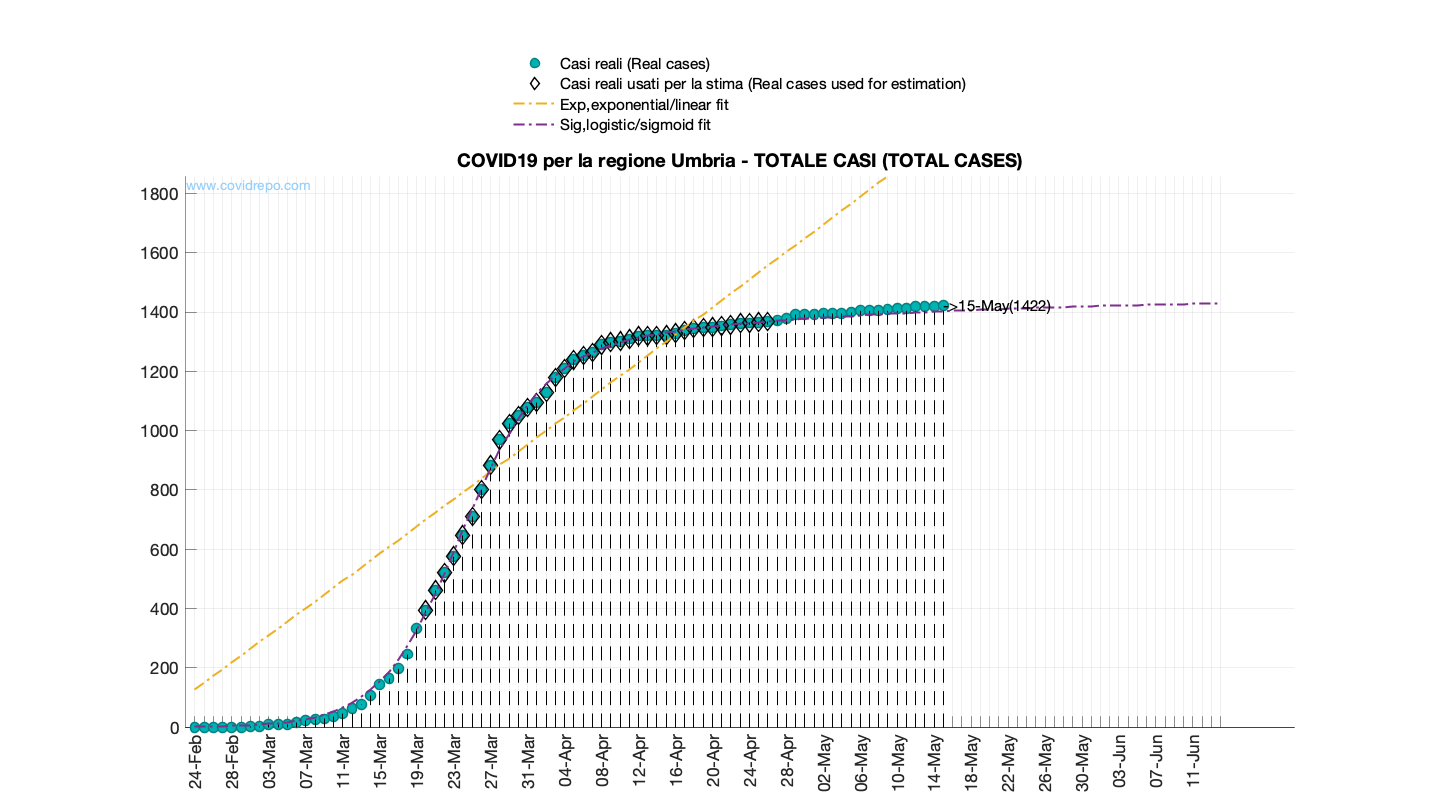 Casi reali (Real cases)
Casi reali usati per la stima (Real cases used for estimation)
Exp,exponential/linear fit
Sig,logistic/sigmoid fit
COVID19 per la regione Umbria - TOTALE CASI (TOTAL CASES)
www.covidrepo.com
1800
1600
1400
1200
1000
800
600
400
200
0
->15-May(1422)
24-Feb
28-Feb
03-Mar
07-Mar
11-Mar
15-Mar
19-Mar
23-Mar
27-Mar
31-Mar
04-Apr
08-Apr
12-Apr
16-Apr
20-Apr
24-Apr
28-Apr
02-May
06-May
10-May
14-May
18-May
22-May
26-May
30-May
03-Jun
07-Jun
11-Jun